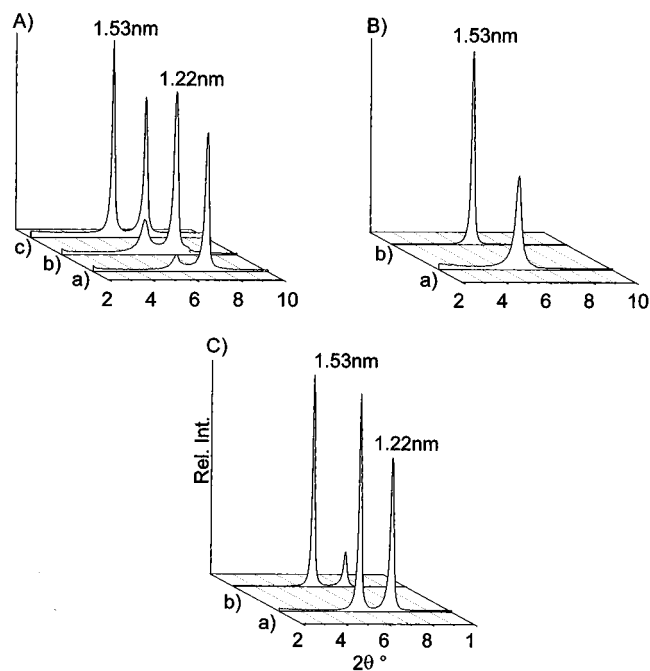 A)
1.53nm
1.22nm
c)
b)
a)
2 4 6 8 10
B)
1.53nm
b)
a)
2 4 6 8 10
C)
1.53nm
1.22nm
Rel. Int.
b)
a)
2 4 6 8 1
2θ °